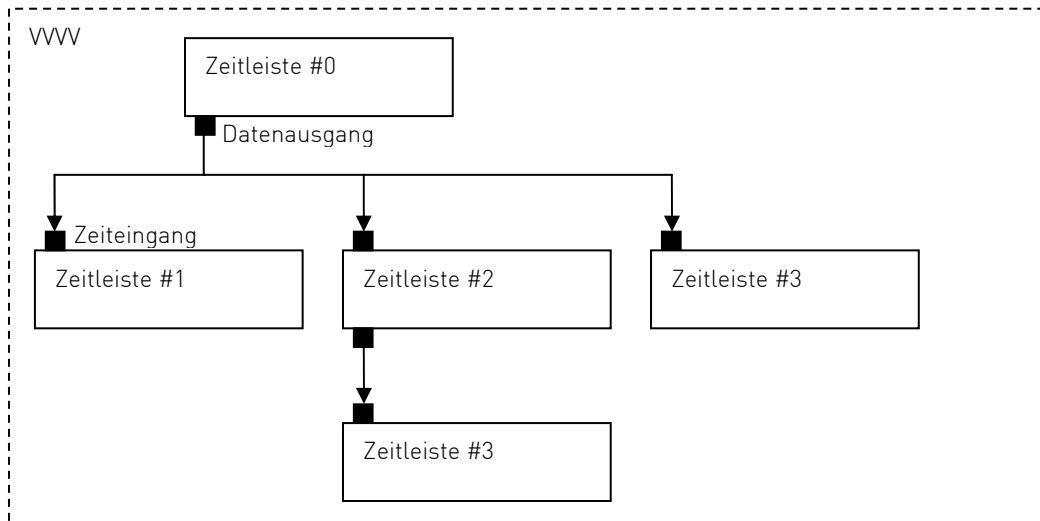 VVVV
Zeitleiste #0
Datenausgang
Zeiteingang
Zeitleiste #1
Zeitleiste #2
Zeitleiste #3
Zeitleiste #3